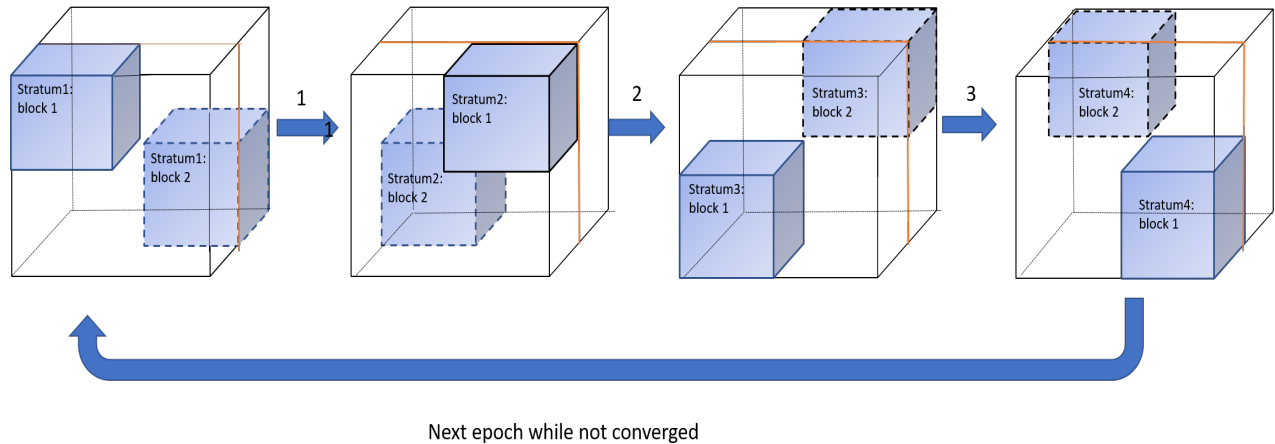 Stratum1:
block 1
Stratum1:
block 2
1
1
Stratum2:
block 1
Stratum2:
block 2
2
Stratum3:
block 2
Stratum3:
block 1
3
Stratum4:
block 2
Stratum4:
block 1
Next epoch while not converged